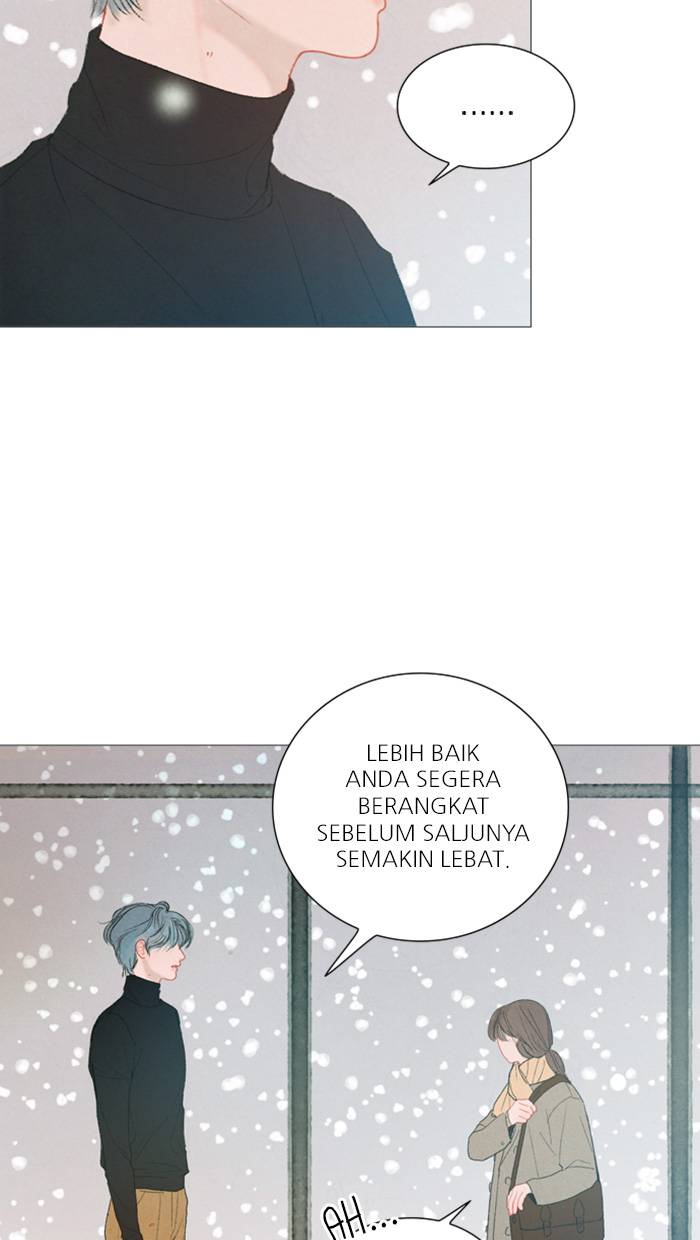 ......
LEBIH BAIK
ANDA SEGERA
BERANGKAT
SEBELUM SALJUNYA
SEMAKIN LEBAT.
AH...